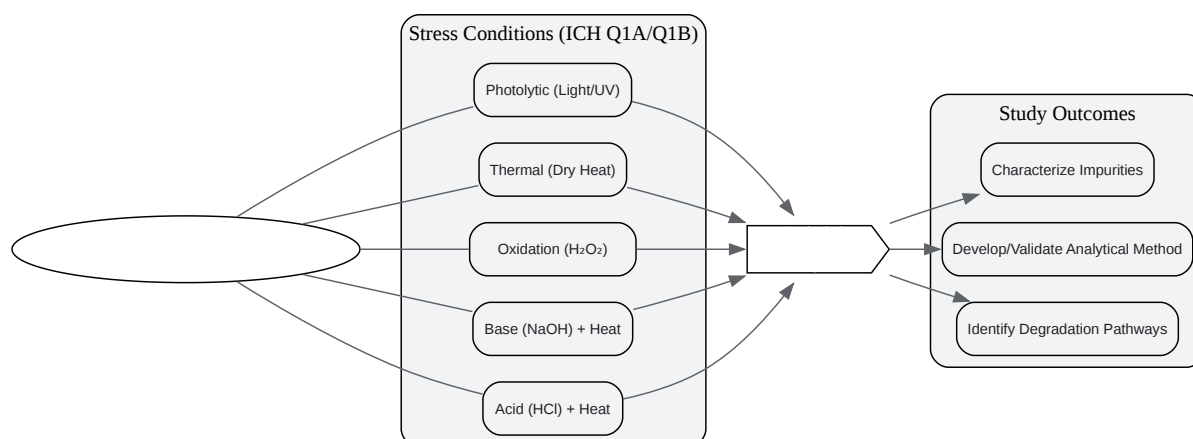 Stress Conditions (ICH Q1A/Q1B)
Photolytic (Light/UV)
Thermal (Dry Heat)
Oxidation (H₂O₂)
Base (NaOH) + Heat
Acid (HCl) + Heat
Study Outcomes
Characterize Impurities
Develop/Validate Analytical Method
Identify Degradation Pathways